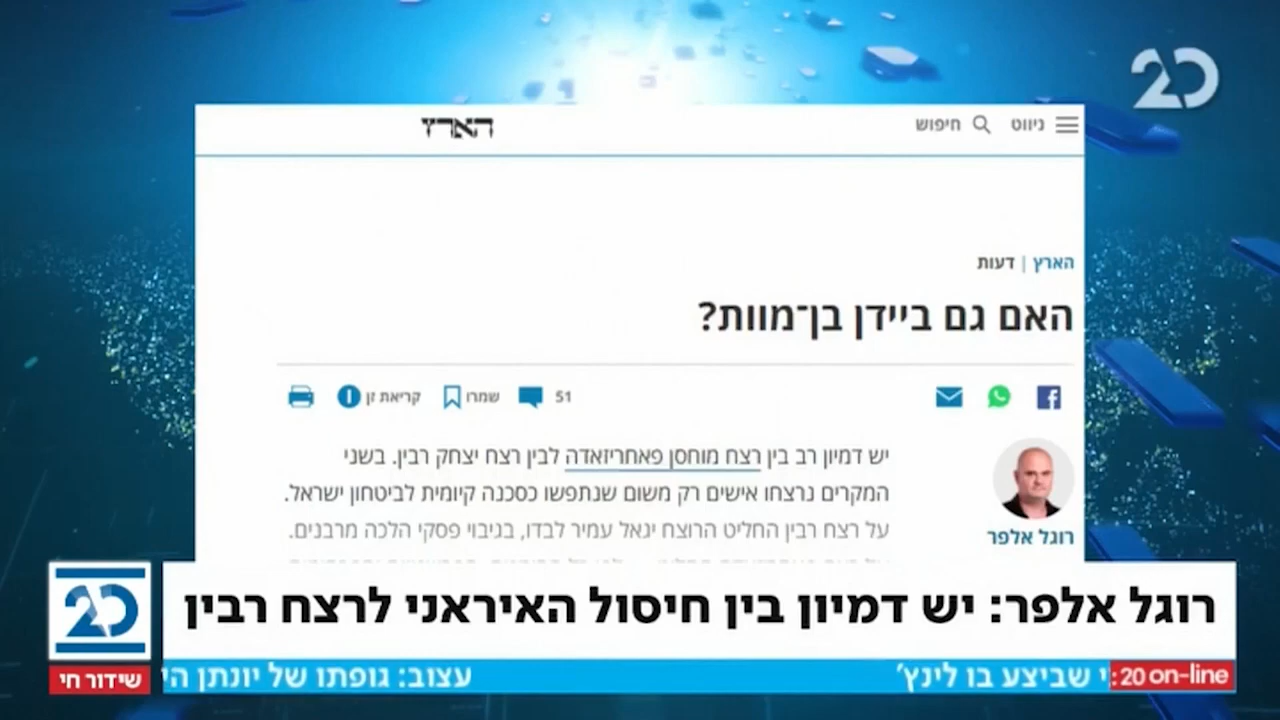 20
ניווט חיפוש הארץ
הארץ | דעות
האם גם ביידן בן־מוות?
51 שמרו קריאת זן
יש דמיון רב בין רצח מוחסן פאחריזאדה לבין רצח יצחק רבין. בשני
המקרים נרצחו אישים רק משום שנתפשו כסכנה קיומית לביטחון ישראל.
על רצח רבין החליט הרוצח יגאל עמיר לבדו, בגיבוי פסקי הלכה מרבנים.
רוגל אלפר
רוגל אלפר: יש דמיון בין חיסול האיראני לרצח רבין
20
שידור חי
20 on-line:
שביצע בו לינץ' עצוב: גופתו של יונתן